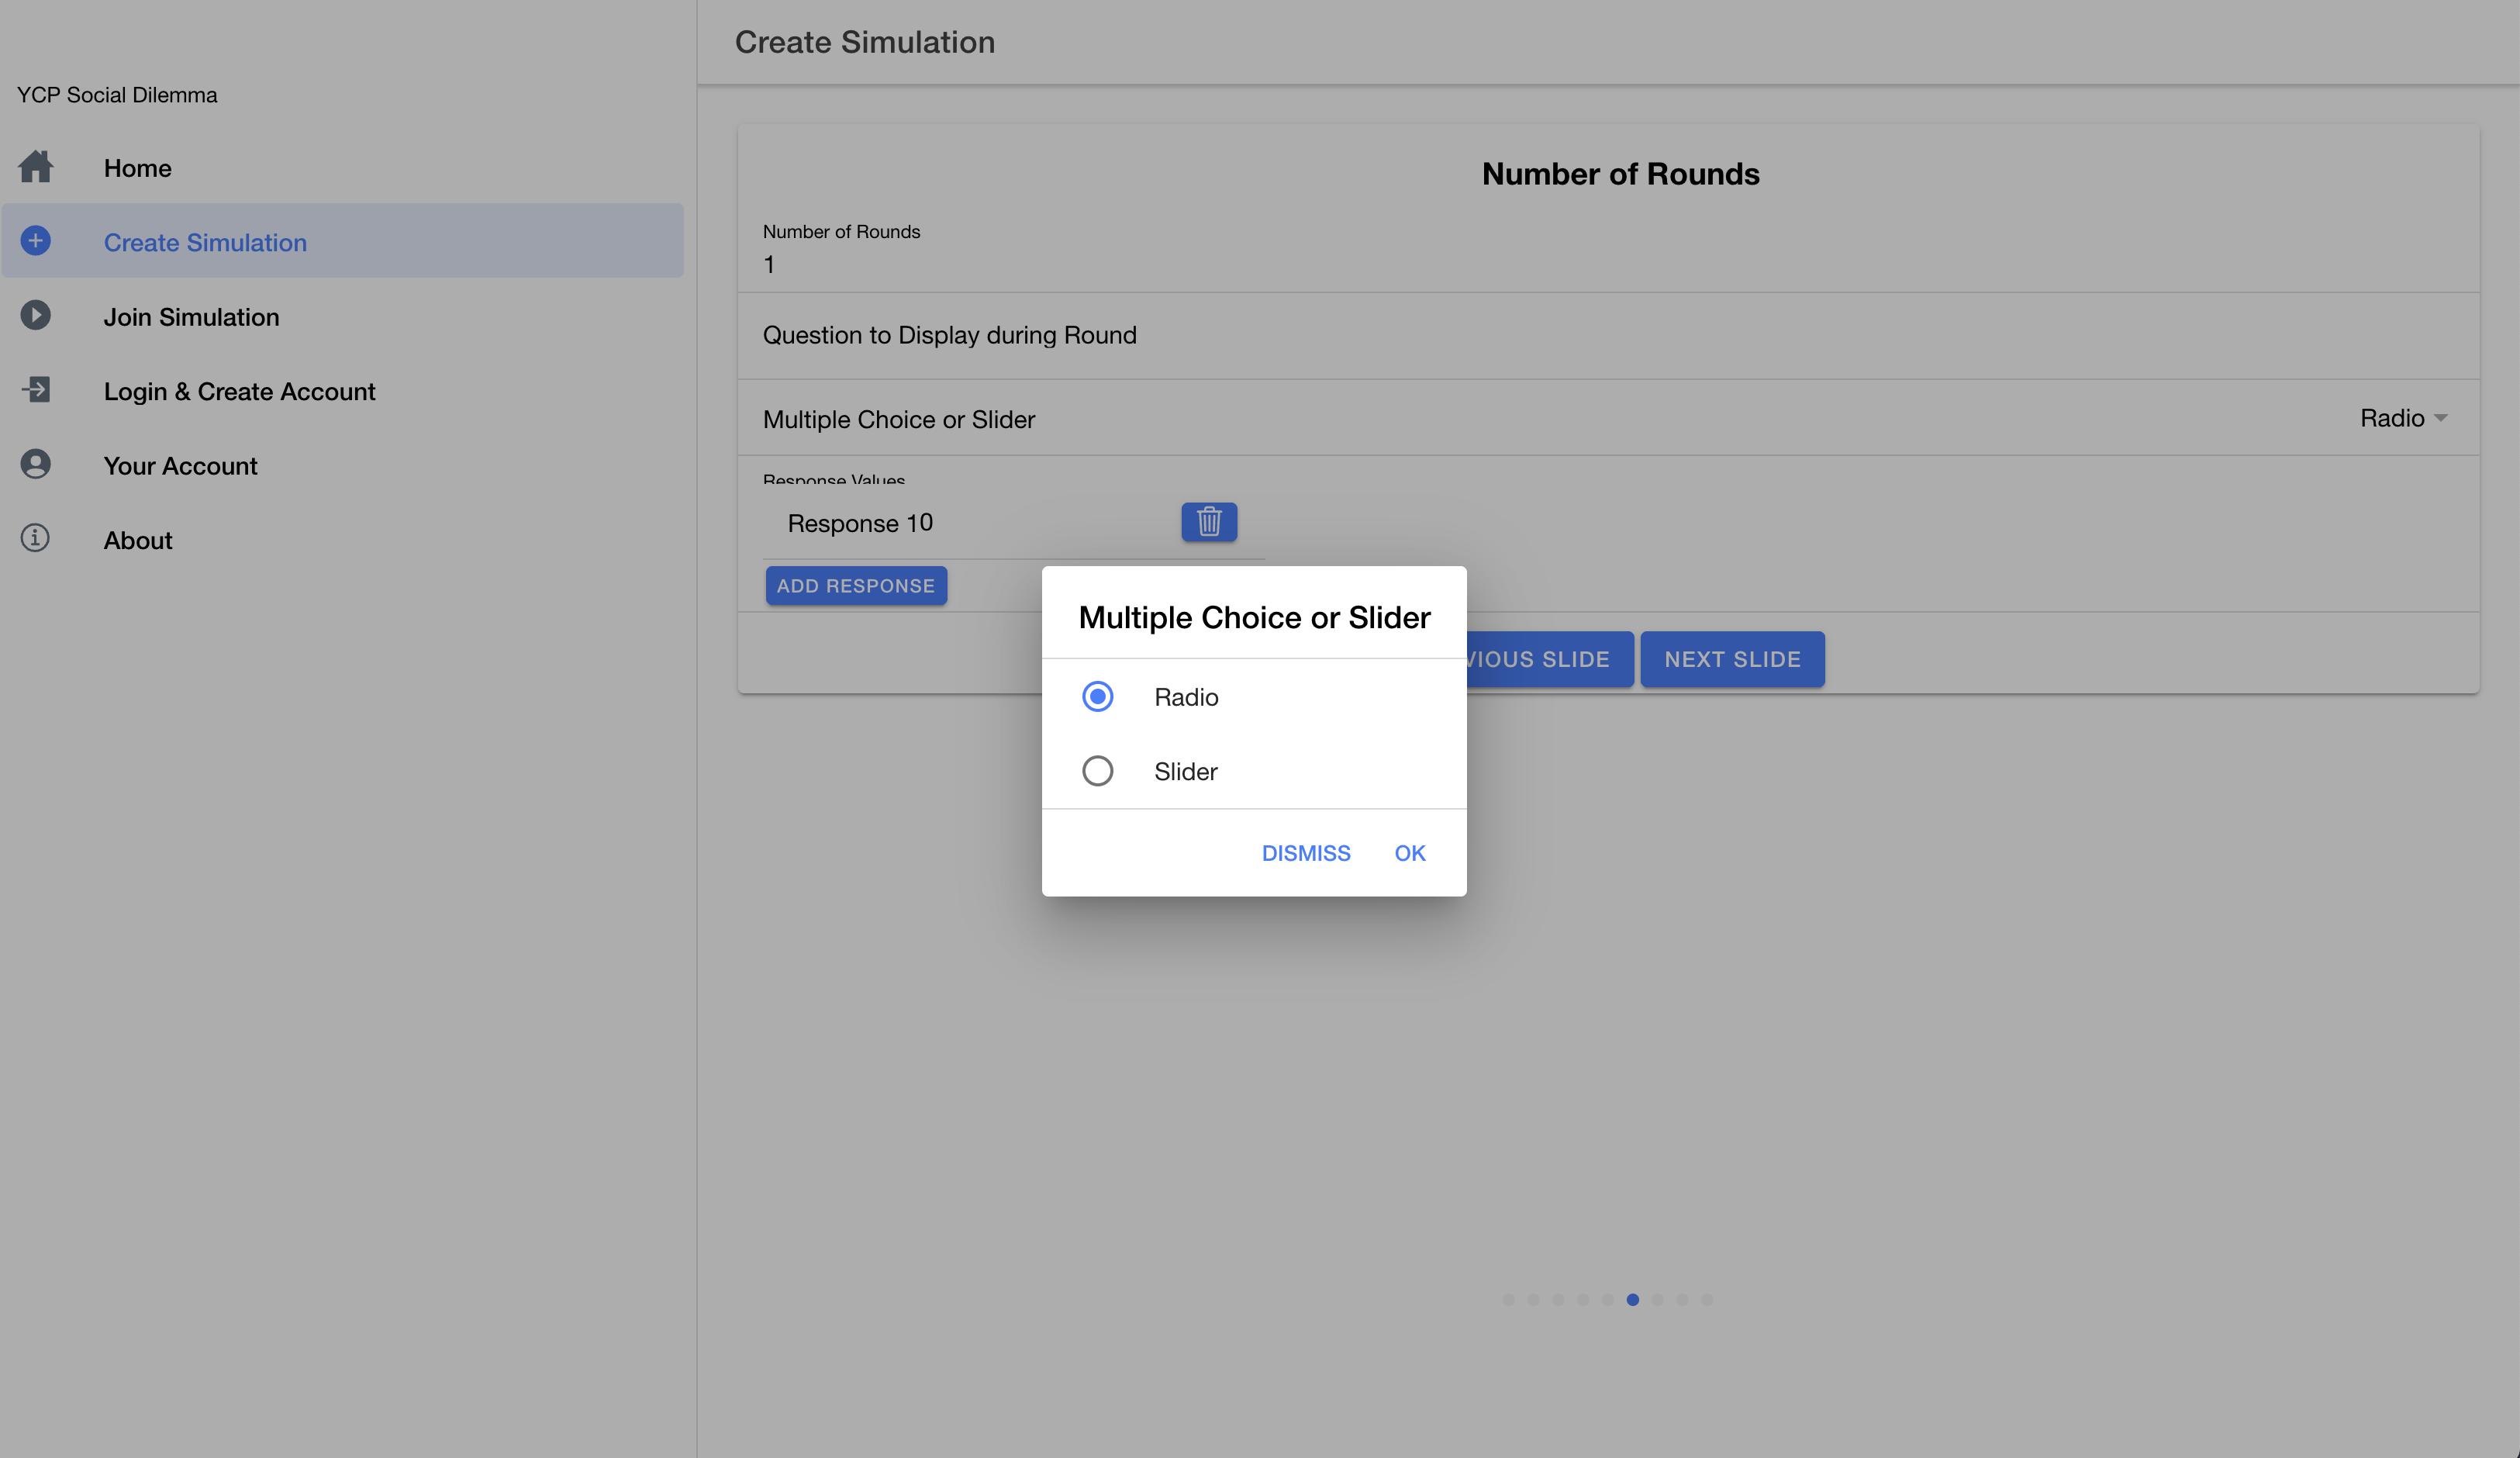 Create Simulation
YCP Social Dilemma
Home
Create Simulation
Join Simulation
Login & Create Account
Your Account
About
Number of Rounds
Number of Rounds
1
Question to Display during Round
Multiple Choice or Slider
Radio
Response Values
Response 10
ADD RESPONSE
VIOUS SLIDE
NEXT SLIDE
Multiple Choice or Slider
Radio
Slider
DISMISS
OK